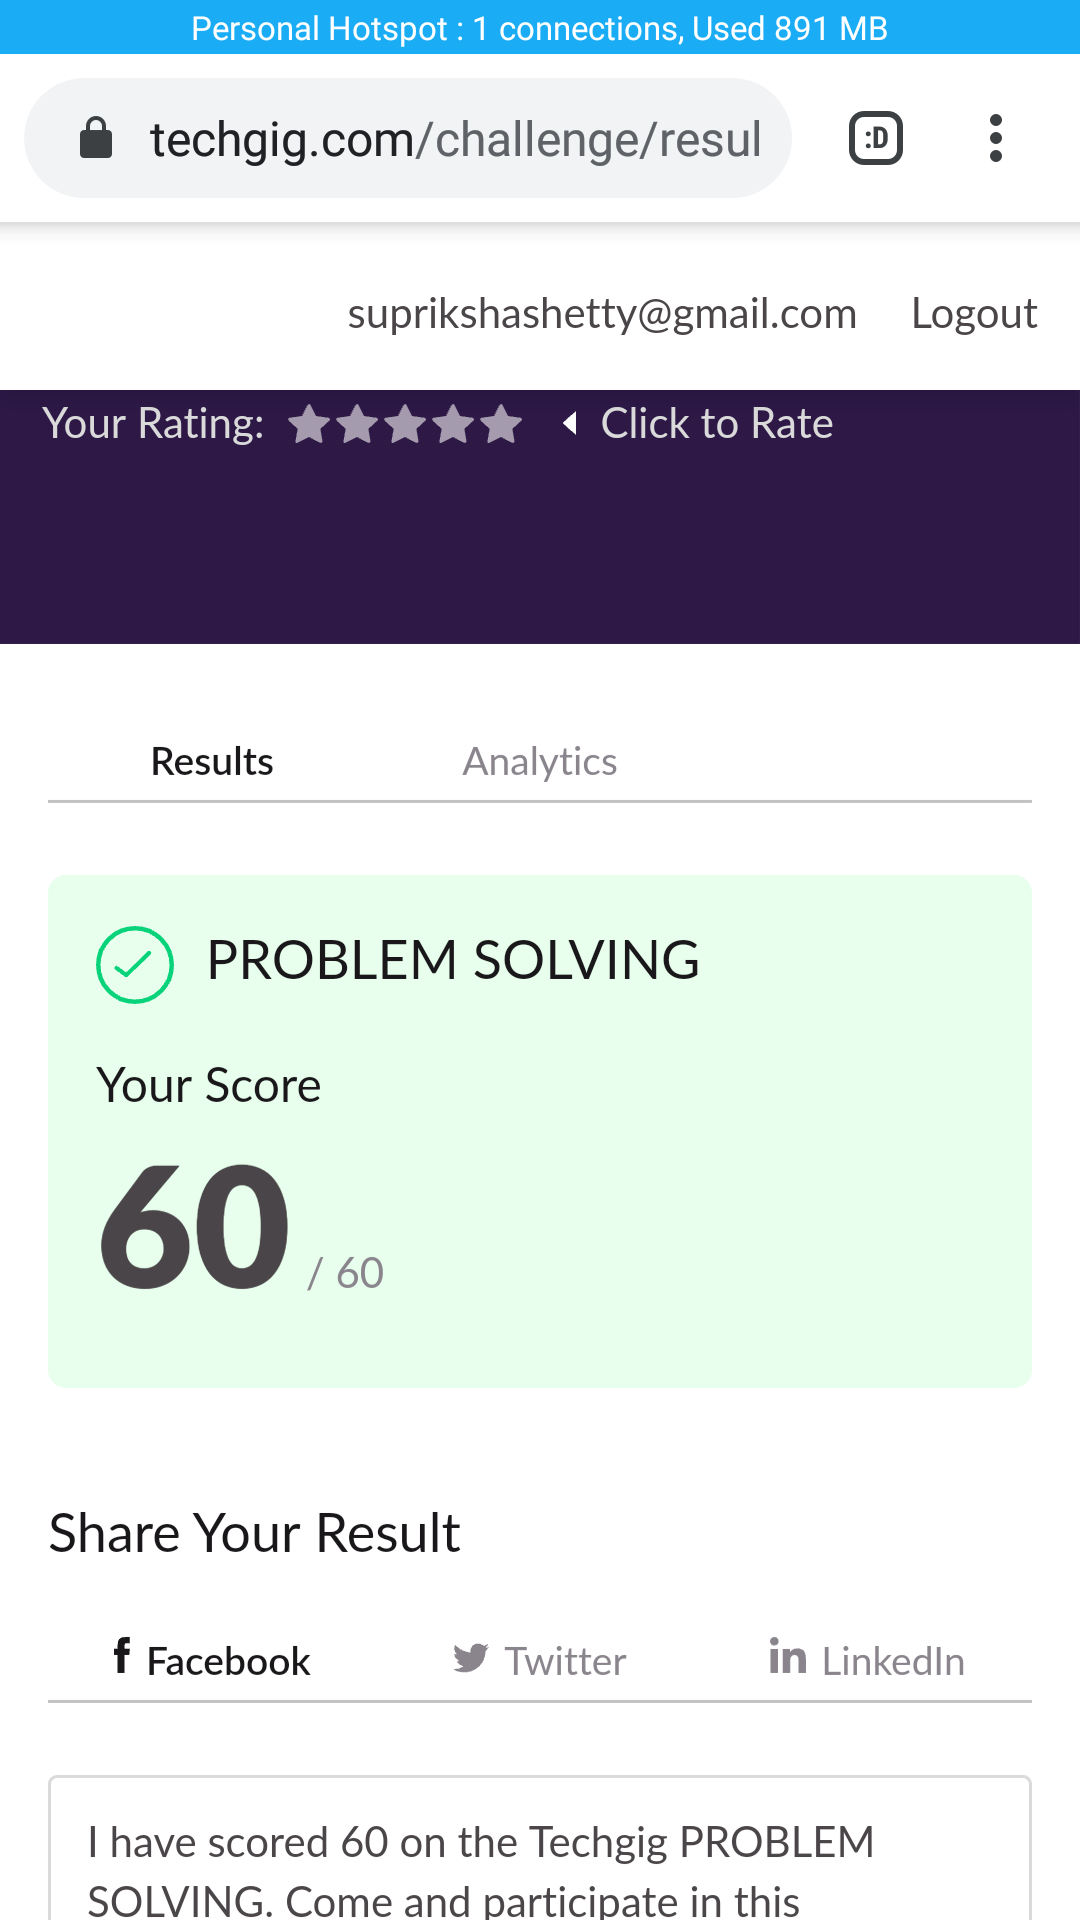 Personal Hotspot : 1 connections, Used 891 MB
techgig.com/challenge/resul
:D
suprikshashetty@gmail.com Logout
Your Rating: Click to Rate
Results Analytics
PROBLEM SOLVING
Your Score
60 / 60
Share Your Result
f Facebook Twitter in LinkedIn
I have scored 60 on the Techgig PROBLEM
SOLVING. Come and participate in this